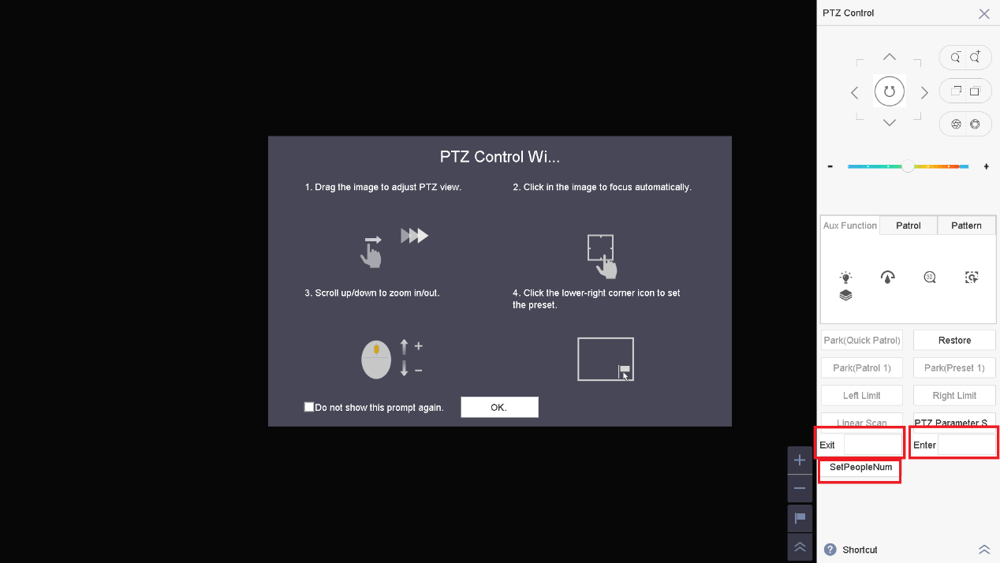 PTZ Control
PTZ Control Wi...
1. Drag the image to adjust PTZ view.
2. Click in the image to focus automatically.
3. Scroll up/down to zoom in/out.
4. Click the lower-right corner icon to set
the preset.
Do not show this prompt again.
OK.
- +
Aux Function Patrol Pattern
3D
Park(Quick Patrol) Restore
Park(Patrol 1) Park(Preset 1)
Left Limit Right Limit
Linear Scan PTZ Parameter S...
Exit Enter
SetPeopleNum
? Shortcut